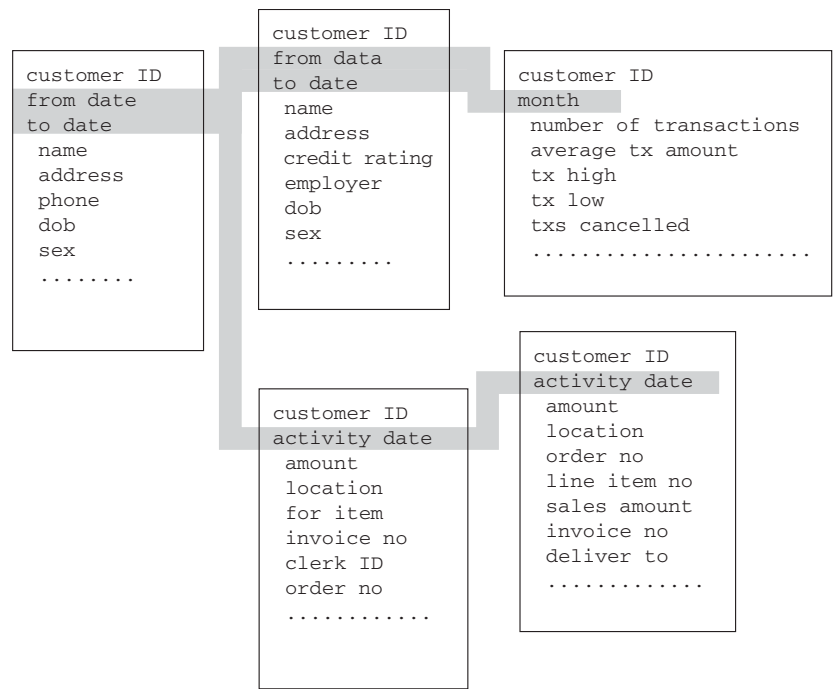 customer ID
from date
to date
name
address
phone
dob
sex
........
customer ID
from data
to date
name
address
credit rating
employer
dob
sex
.........
customer ID
month
number of transactions
average tx amount
tx high
tx low
txs cancelled
.......................
customer ID
activity date
amount
location
for item
invoice no
clerk ID
order no
............
customer ID
activity date
amount
location
order no
line item no
sales amount
invoice no
deliver to
.............